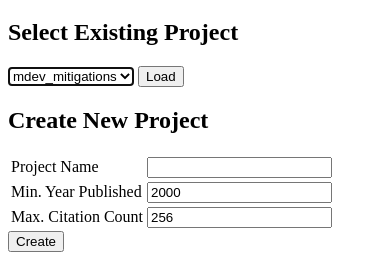 Select Existing Project
mdev_mitigations Load
Create New Project
Project Name
Min. Year Published 2000
Max. Citation Count 256
Create